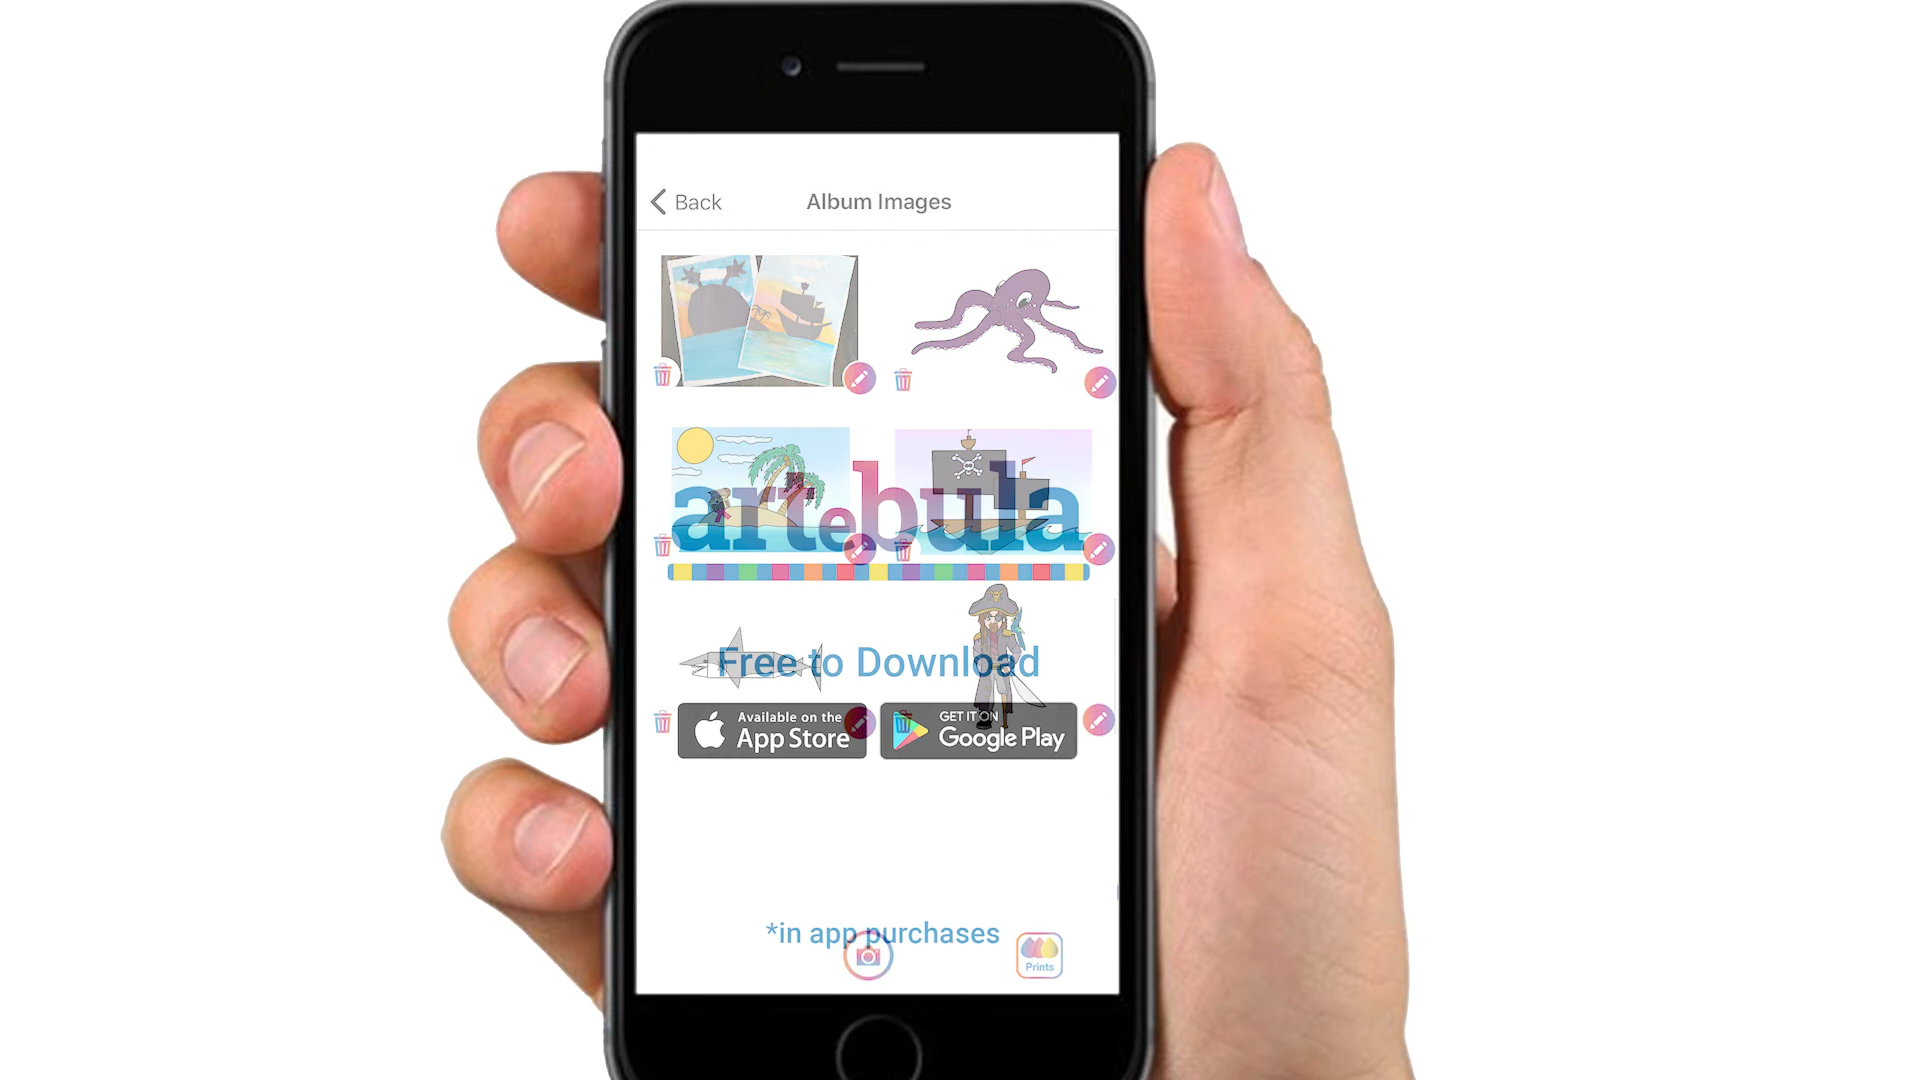 Back
Album Images
artebula
Free to Download
Available on the
App Store
GET IT ON
Google Play
*in app purchases
Prints